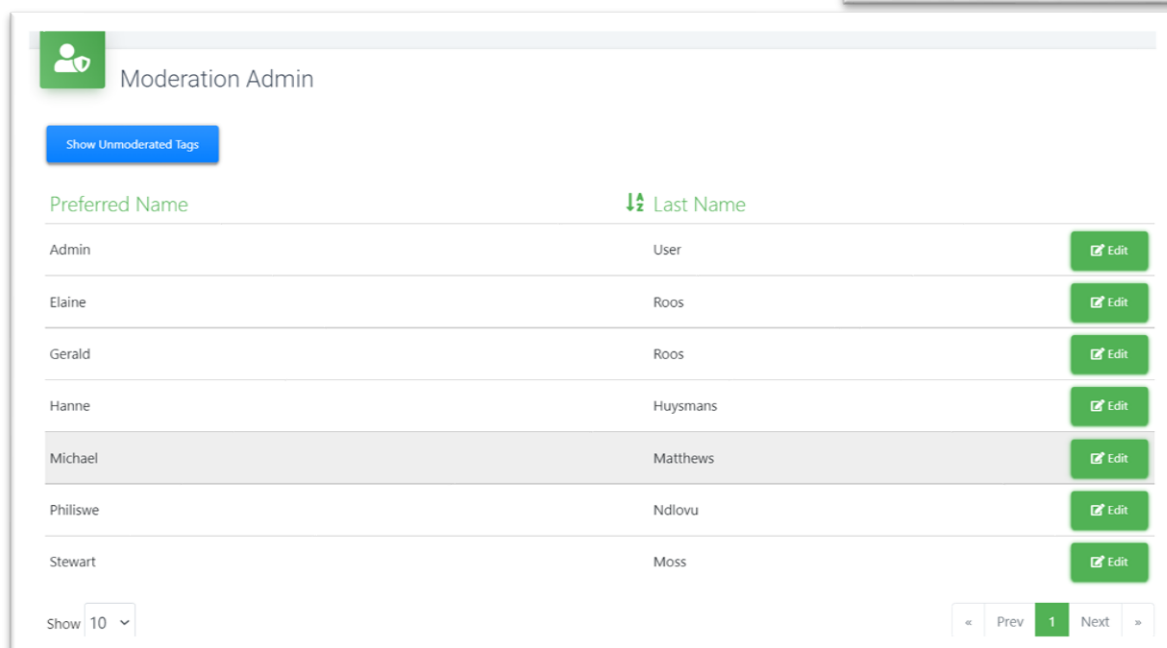 Moderation Admin
Show Unmoderated Tags
Preferred Name Last Name
Admin User Edit
Elaine Roos Edit
Gerald Roos Edit
Hanne Huysmans Edit
Michael Matthews Edit
Philiswe Ndlovu Edit
Stewart Moss Edit
Show 10 « Prev 1 Next »